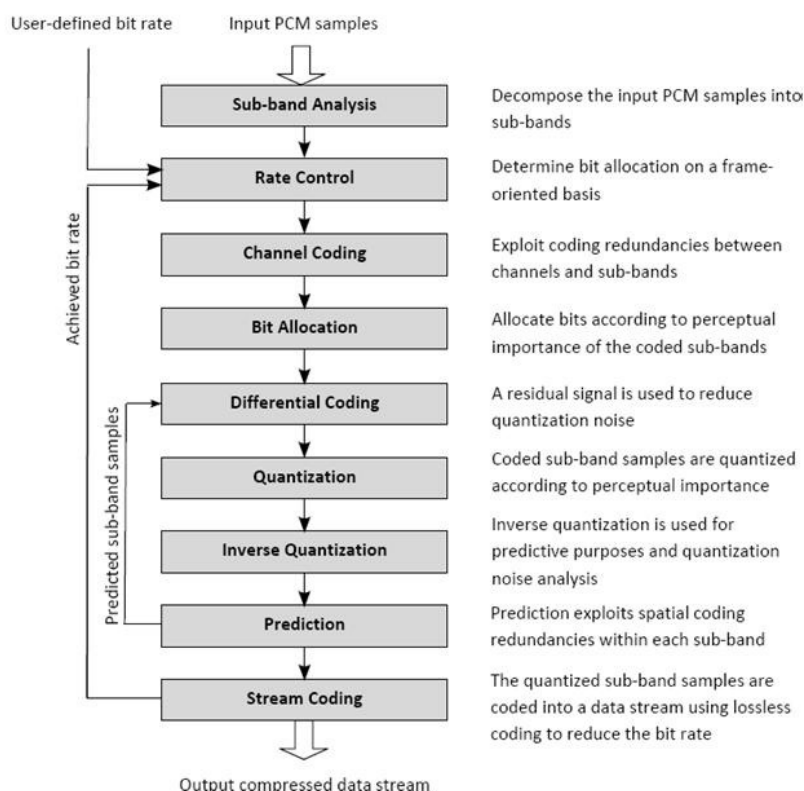 User-defined bit rate
Input PCM samples
Sub-band Analysis
Decompose the input PCM samples into
sub-bands
Rate Control
Determine bit allocation on a frame-
oriented basis
Channel Coding
Exploit coding redundancies between
channels and sub-bands
Bit Allocation
Allocate bits according to perceptual
importance of the coded sub-bands
Differential Coding
A residual signal is used to reduce
quantization noise
Quantization
Coded sub-band samples are quantized
according to perceptual importance
Inverse Quantization
Inverse quantization is used for
predictive purposes and quantization
noise analysis
Prediction
Prediction exploits spatial coding
redundancies within each sub-band
Stream Coding
The quantized sub-band samples are
coded into a data stream using lossless
coding to reduce the bit rate
Achieved bit rate
Predicted sub-band samples
Output compressed data stream